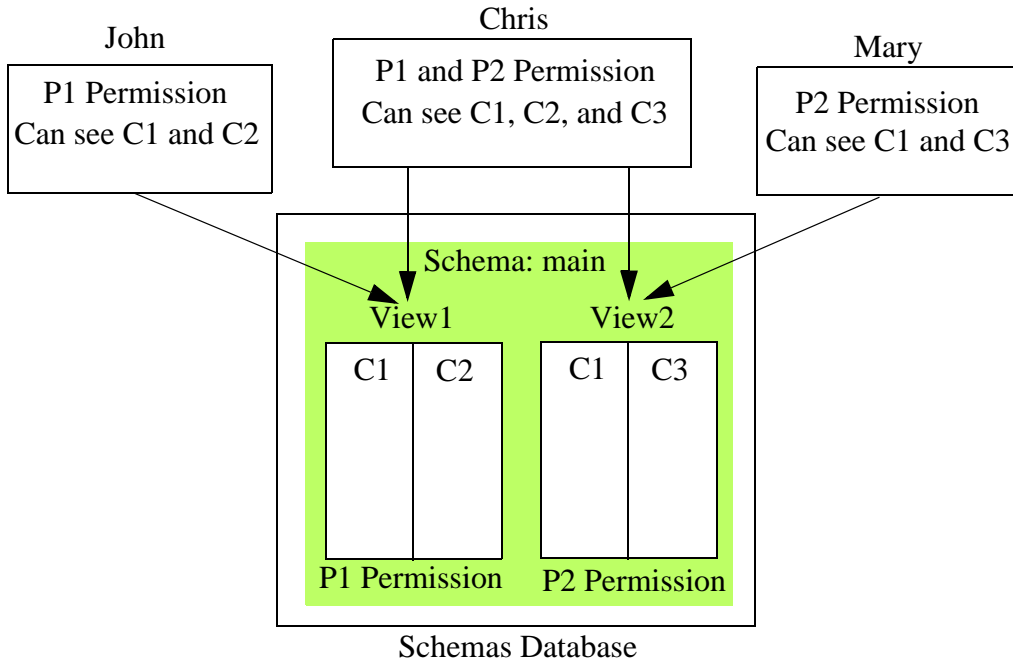 John
P1 Permission
Can see C1 and C2
Chris
P1 and P2 Permission
Can see C1, C2, and C3
Mary
P2 Permission
Can see C1 and C3
Schema: main
View1
View2
C1
C2
C1
C3
P1 Permission
P2 Permission
Schemas Database